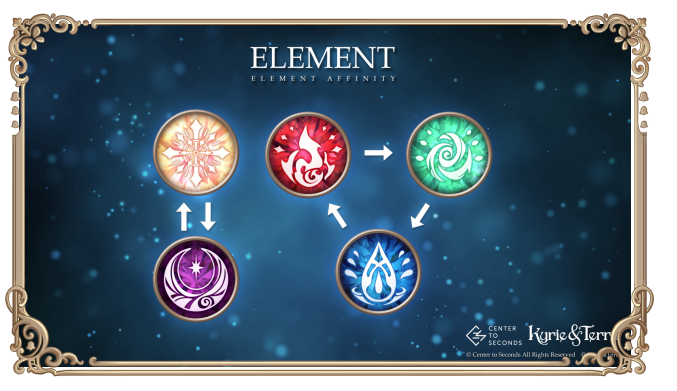 ELEMENT
ELEMENT AFFINITY
CENTER
TO
SECONDS
Kyrie & Terr
© Center to Seconds All Rights Reserved